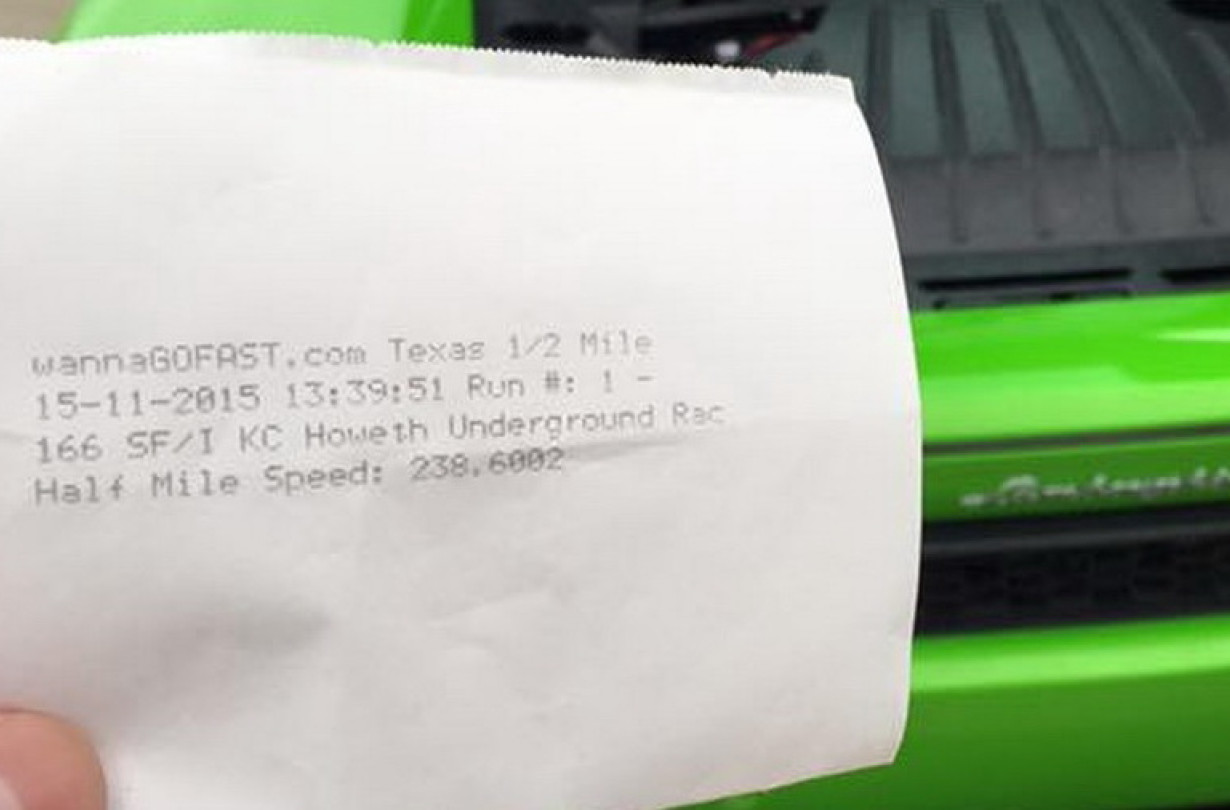 wannaGOFAST.com Texas 1/2 Mile
15-11-2015 13:39:51 Run #: 1 -
166 SF/I KC Howeth Underground Rac
Half Mile Speed: 238.6002